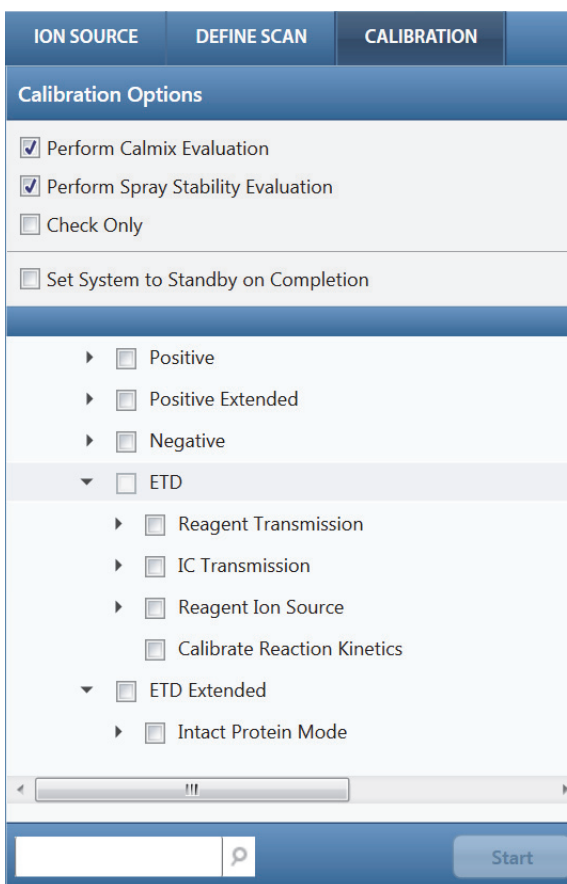 ION SOURCE DEFINE SCAN CALIBRATION
Calibration Options
Perform Calmix Evaluation
Perform Spray Stability Evaluation
Check Only
Set System to Standby on Completion
Positive
Positive Extended
Negative
ETD
Reagent Transmission
IC Transmission
Reagent Ion Source
Calibrate Reaction Kinetics
ETD Extended
Intact Protein Mode
Start